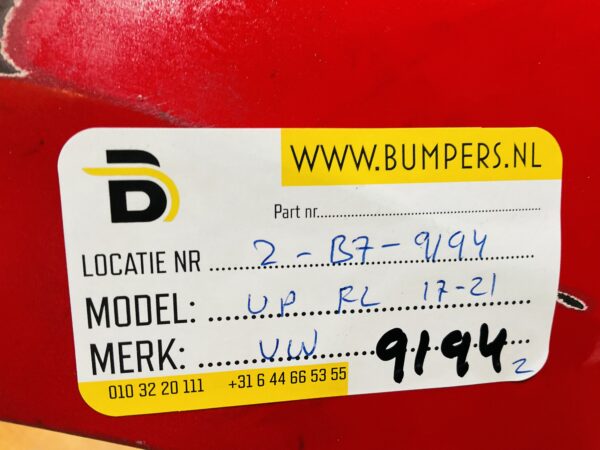 WWW.BUMPERS.NL
Part nr.
LOCATIE NR 2 - B7 - 9194
MODEL: UP RL 17-21
MERK: VW 9194 2
010 32 20 111 +31 6 44 66 53 55